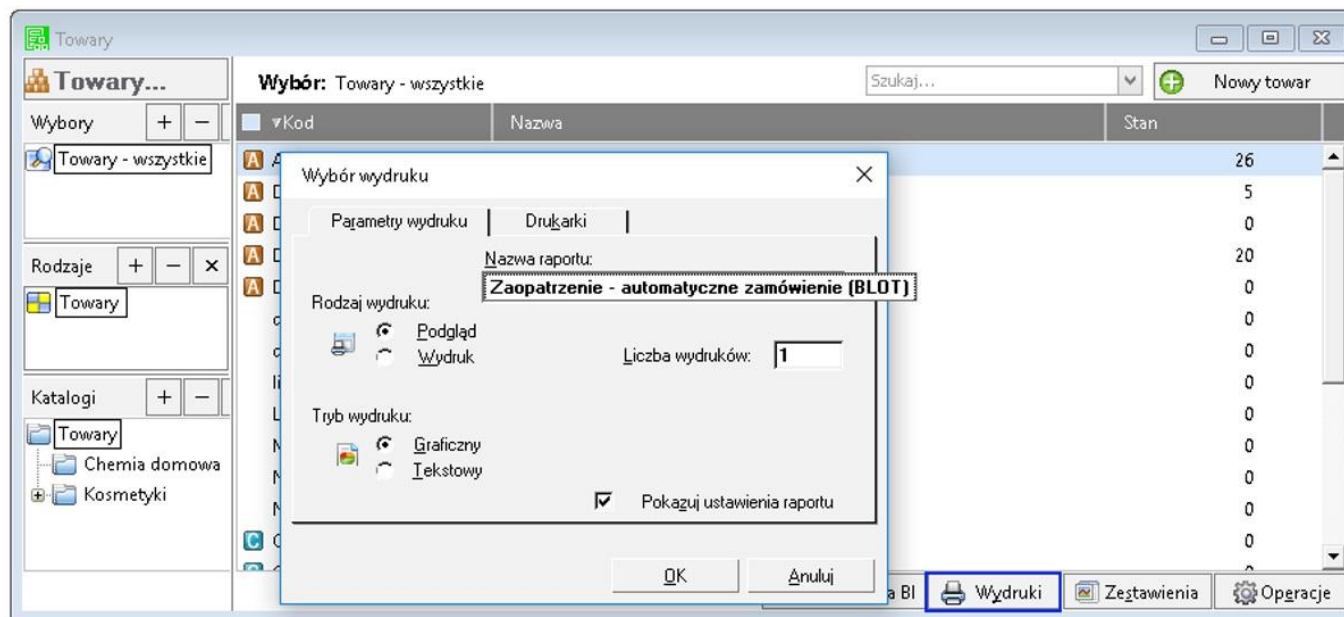 Towary
Towary...
Wybór: Towary - wszystkie
Szukaj...
Nowy towar
Wybory + −
Kod Nazwa Stan
Towary - wszystkie
A 26
A 5
A 0
A 20
A 0
0
0
0
0
0
0
0
C 0
Rodzaje + − ×
Towary
Katalogi + −
Towary
Chemia domowa
Kosmetyki
Wybór wydruku
Parametry wydruku Drukarki
Nazwa raportu:
Zaopatrzenie - automatyczne zamówienie (BLOT)
Rodzaj wydruku:
Podgląd
Wydruk
Liczba wydruków: 1
Tryb wydruku:
Graficzny
Tekstowy
Pokazuj ustawienia raportu
OK Anuluj
BI Wydruki Zestawienia Operacje